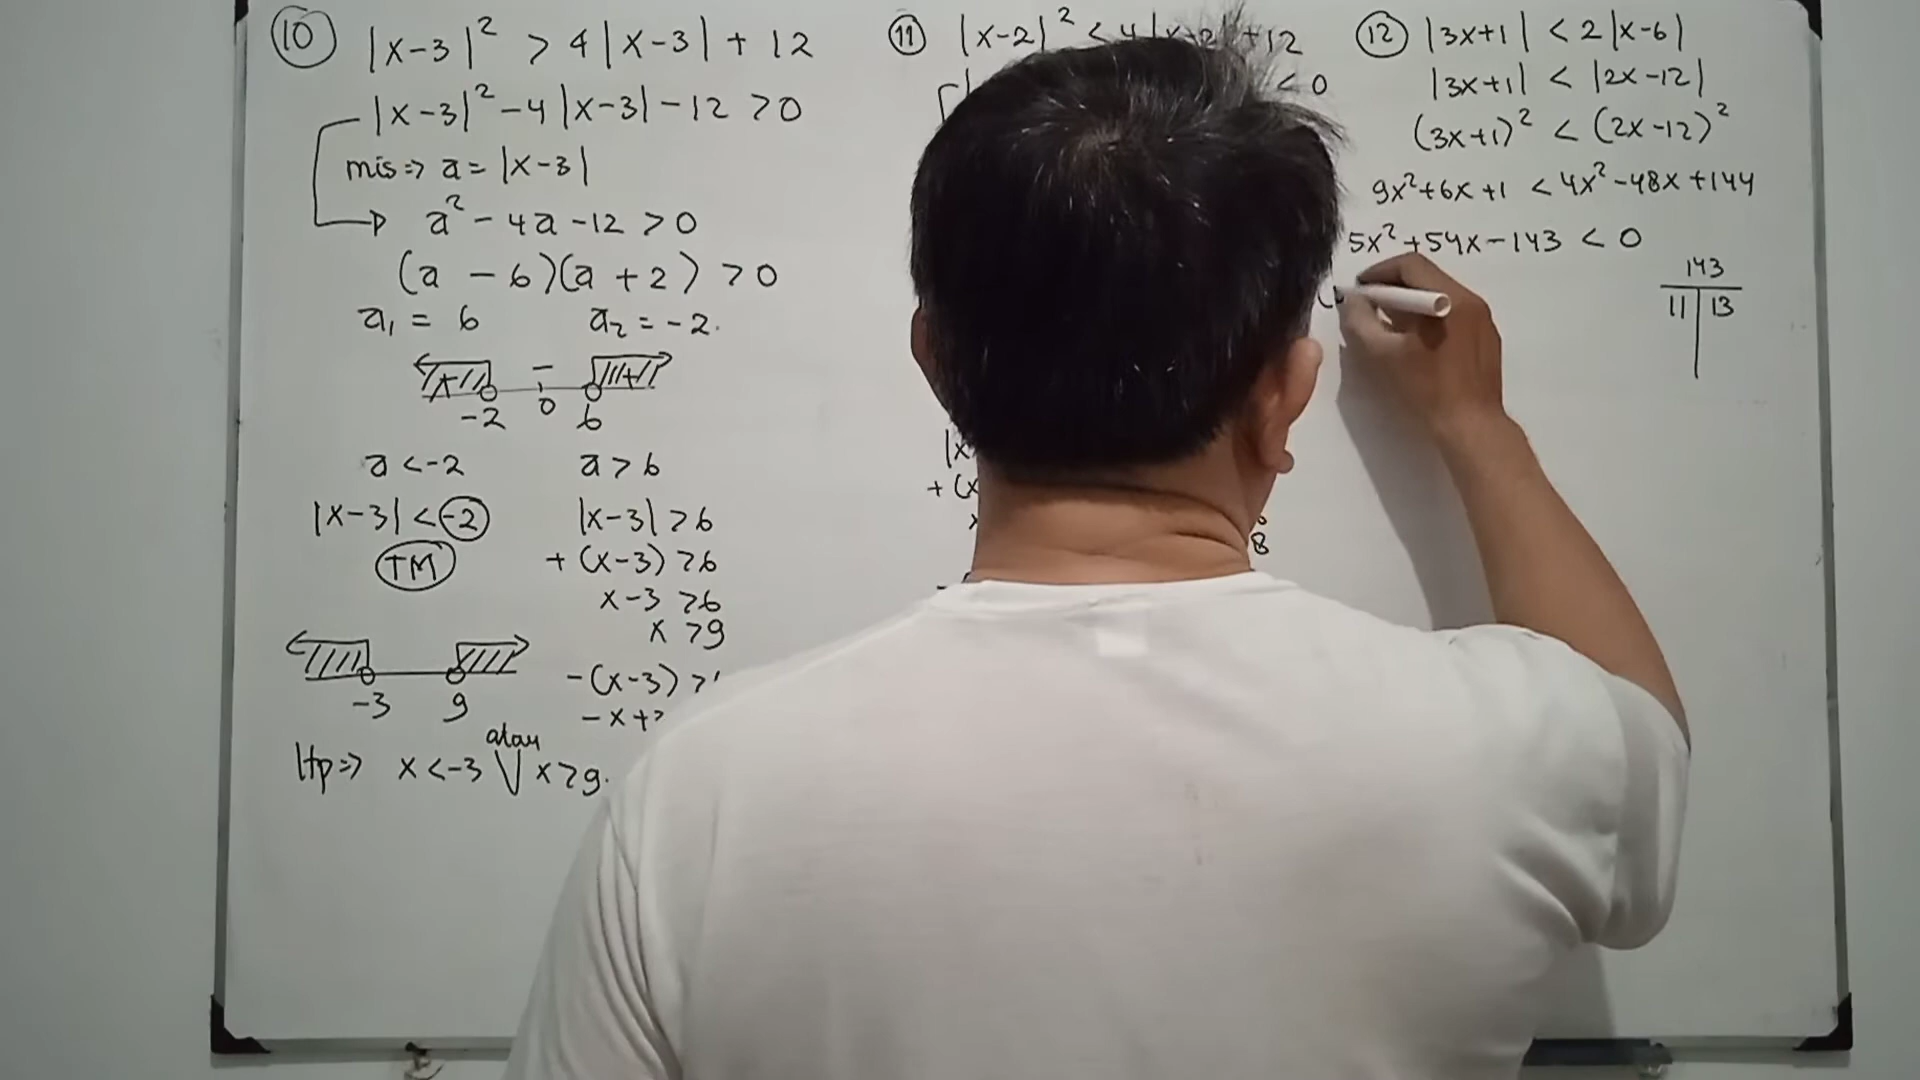 10 |x-3|² > 4|x-3| + 12
|x-3|² - 4|x-3| - 12 > 0
mis => a = |x-3|
a² - 4a - 12 > 0
(a - 6)(a + 2) > 0
a₁ = 6 a₂ = -2.
+ - +
-2 0 6
a < -2 a > 6
|x-3| < -2 |x-3| > 6
TM + (x-3) > 6
x-3 > 6
x > 9
-3 9 -(x-3) >
-x+
atau
Hp => x < -3 V x > 9.
11 |x-2|² < 4 +12
< 0
|x
+ (x
8
12 |3x+1| < 2|x-6|
|3x+1| < |2x-12|
(3x+1)² < (2x-12)²
9x²+6x+1 < 4x²-48x+144
5x²+54x-143 < 0
143
11 13